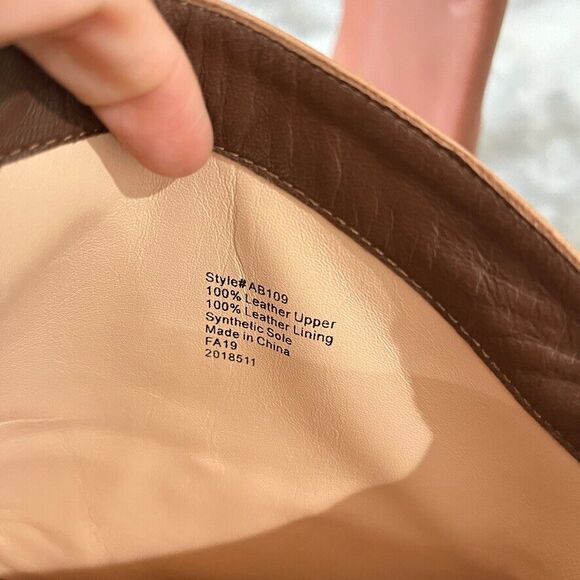 Style# AB109
100% Leather Upper
100% Leather Lining
Synthetic Sole
Made in China
FA19
2018511